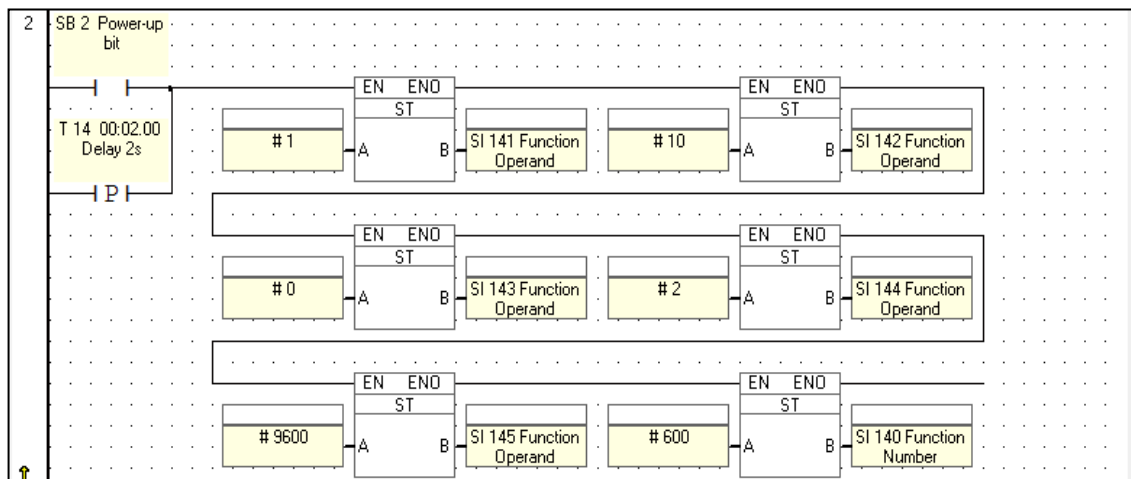 2
SB 2 Power-up
bit
EN ENO
ST
EN ENO
ST
T 14 00:02.00
Delay 2s
P
# 1
A
B
SI 141 Function
Operand
# 10
A
B
SI 142 Function
Operand
EN ENO
ST
EN ENO
ST
# 0
A
B
SI 143 Function
Operand
# 2
A
B
SI 144 Function
Operand
EN ENO
ST
EN ENO
ST
# 9600
A
B
SI 145 Function
Operand
# 600
A
B
SI 140 Function
Number